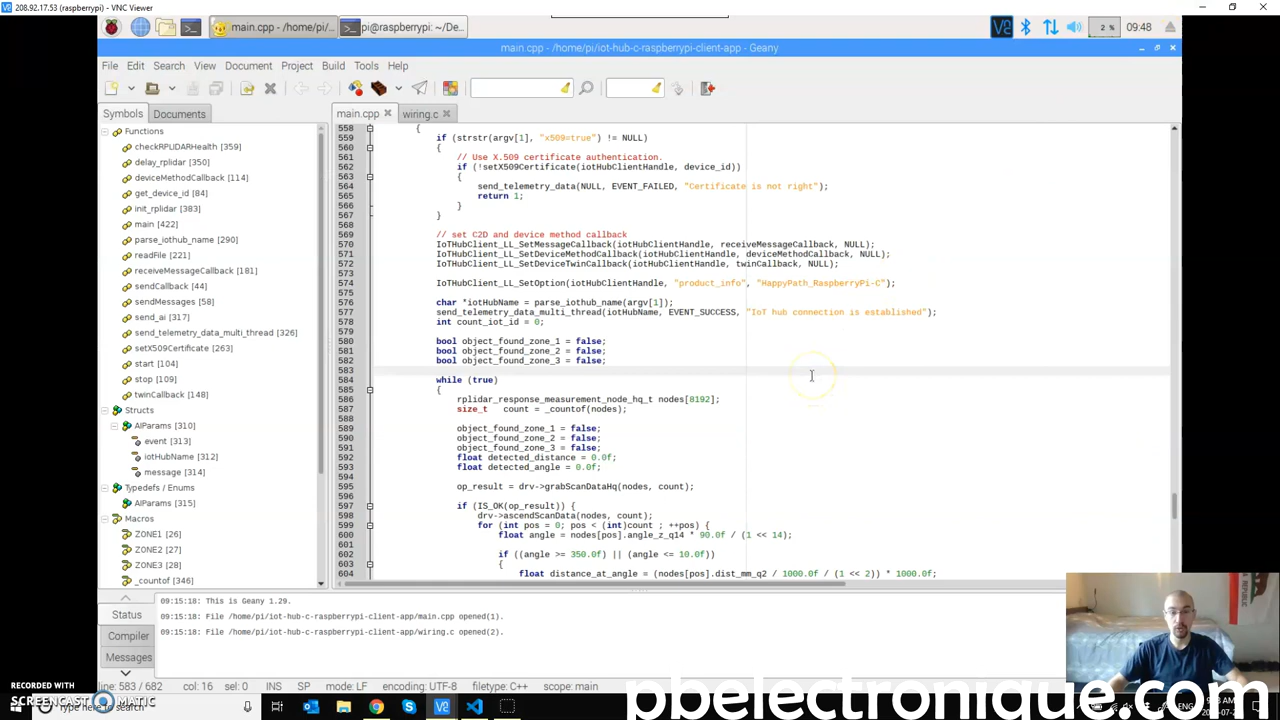 208.92.17.53 (raspberrypi) - VNC Viewer
main.cpp - /home/pi/...
pi@raspberrypi: ~/De...
2 %
09:48
main.cpp - /home/pi/iot-hub-c-raspberrypi-client-app - Geany
File Edit Search View Document Project Build Tools Help
Symbols Documents
main.cpp wiring.c
Functions
checkRPLIDARHealth [359]
delay_rplidar [350]
deviceMethodCallback [114]
get_device_id [84]
init_rplidar [383]
main [422]
parse_iothub_name [290]
readFile [221]
receiveMessageCallback [181]
sendCallback [44]
sendMessages [58]
send_ai [317]
send_telemetry_data_multi_thread [326]
setX509Certificate [263]
start [104]
stop [109]
twinCallback [148]
Structs
AIParams [310]
event [313]
iotHubName [312]
message [314]
Typedefs / Enums
AIParams [315]
Macros
ZONE1 [26]
ZONE2 [27]
ZONE3 [28]
_countof [346]
558 {
559 if (strstr(argv[1], "x509=true") != NULL)
560 {
561 // Use X.509 certificate authentication.
562 if (!setX509Certificate(iotHubClientHandle, device_id))
563 {
564 send_telemetry_data(NULL, EVENT_FAILED, "Certificate is not right");
565 return 1;
566 }
567 }
568
569 // set C2D and device method callback
570 IoTHubClient_LL_SetMessageCallback(iotHubClientHandle, receiveMessageCallback, NULL);
571 IoTHubClient_LL_SetDeviceMethodCallback(iotHubClientHandle, deviceMethodCallback, NULL);
572 IoTHubClient_LL_SetDeviceTwinCallback(iotHubClientHandle, twinCallback, NULL);
573
574 IoTHubClient_LL_SetOption(iotHubClientHandle, "product_info", "HappyPath_RaspberryPi-C");
575
576 char *iotHubName = parse_iothub_name(argv[1]);
577 send_telemetry_data_multi_thread(iotHubName, EVENT_SUCCESS, "IoT hub connection is established");
578 int count_iot_id = 0;
579
580 bool object_found_zone_1 = false;
581 bool object_found_zone_2 = false;
582 bool object_found_zone_3 = false;
583
584 while (true)
585 {
586 rplidar_response_measurement_node_hq_t nodes[8192];
587 size_t count = _countof(nodes);
588
589 object_found_zone_1 = false;
590 object_found_zone_2 = false;
591 object_found_zone_3 = false;
592 float detected_distance = 0.0f;
593 float detected_angle = 0.0f;
594
595 op_result = drv->grabScanDataHq(nodes, count);
596
597 if (IS_OK(op_result)) {
598 drv->ascendScanData(nodes, count);
599 for (int pos = 0; pos < (int)count ; ++pos) {
600 float angle = nodes[pos].angle_z_q14 * 90.0f / (1 << 14);
601
602 if ((angle >= 350.0f) || (angle <= 10.0f))
603 {
604 float distance_at_angle = (nodes[pos].dist_mm_q2 / 1000.0f / (1 << 2)) * 1000.0f;
Status
Compiler
Messages
09:15:18: This is Geany 1.29.
09:15:18: File /home/pi/iot-hub-c-raspberrypi-client-app/main.cpp opened(1).
09:15:18: File /home/pi/iot-hub-c-raspberrypi-client-app/wiring.c opened(2).
line: 583 / 682 col: 16 sel: 0 INS SP mode: LF encoding: UTF-8 filetype: C++ scope: main
RECORDED WITH
SCREENCAST MATIC
Type here to search
pbelectronique.com
ENG